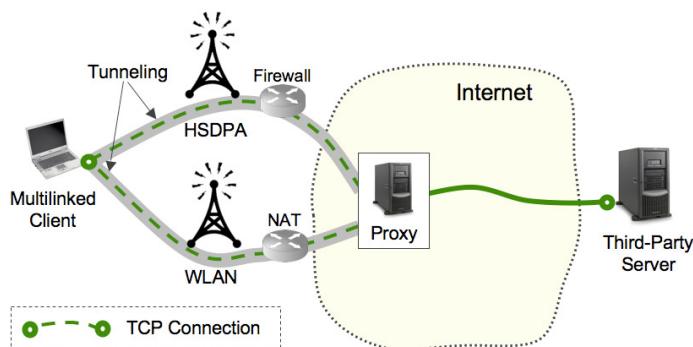 Tunneling
Firewall
HSDPA
Internet
Multilinked
Client
NAT
Proxy
WLAN
Third-Party
Server
TCP Connection